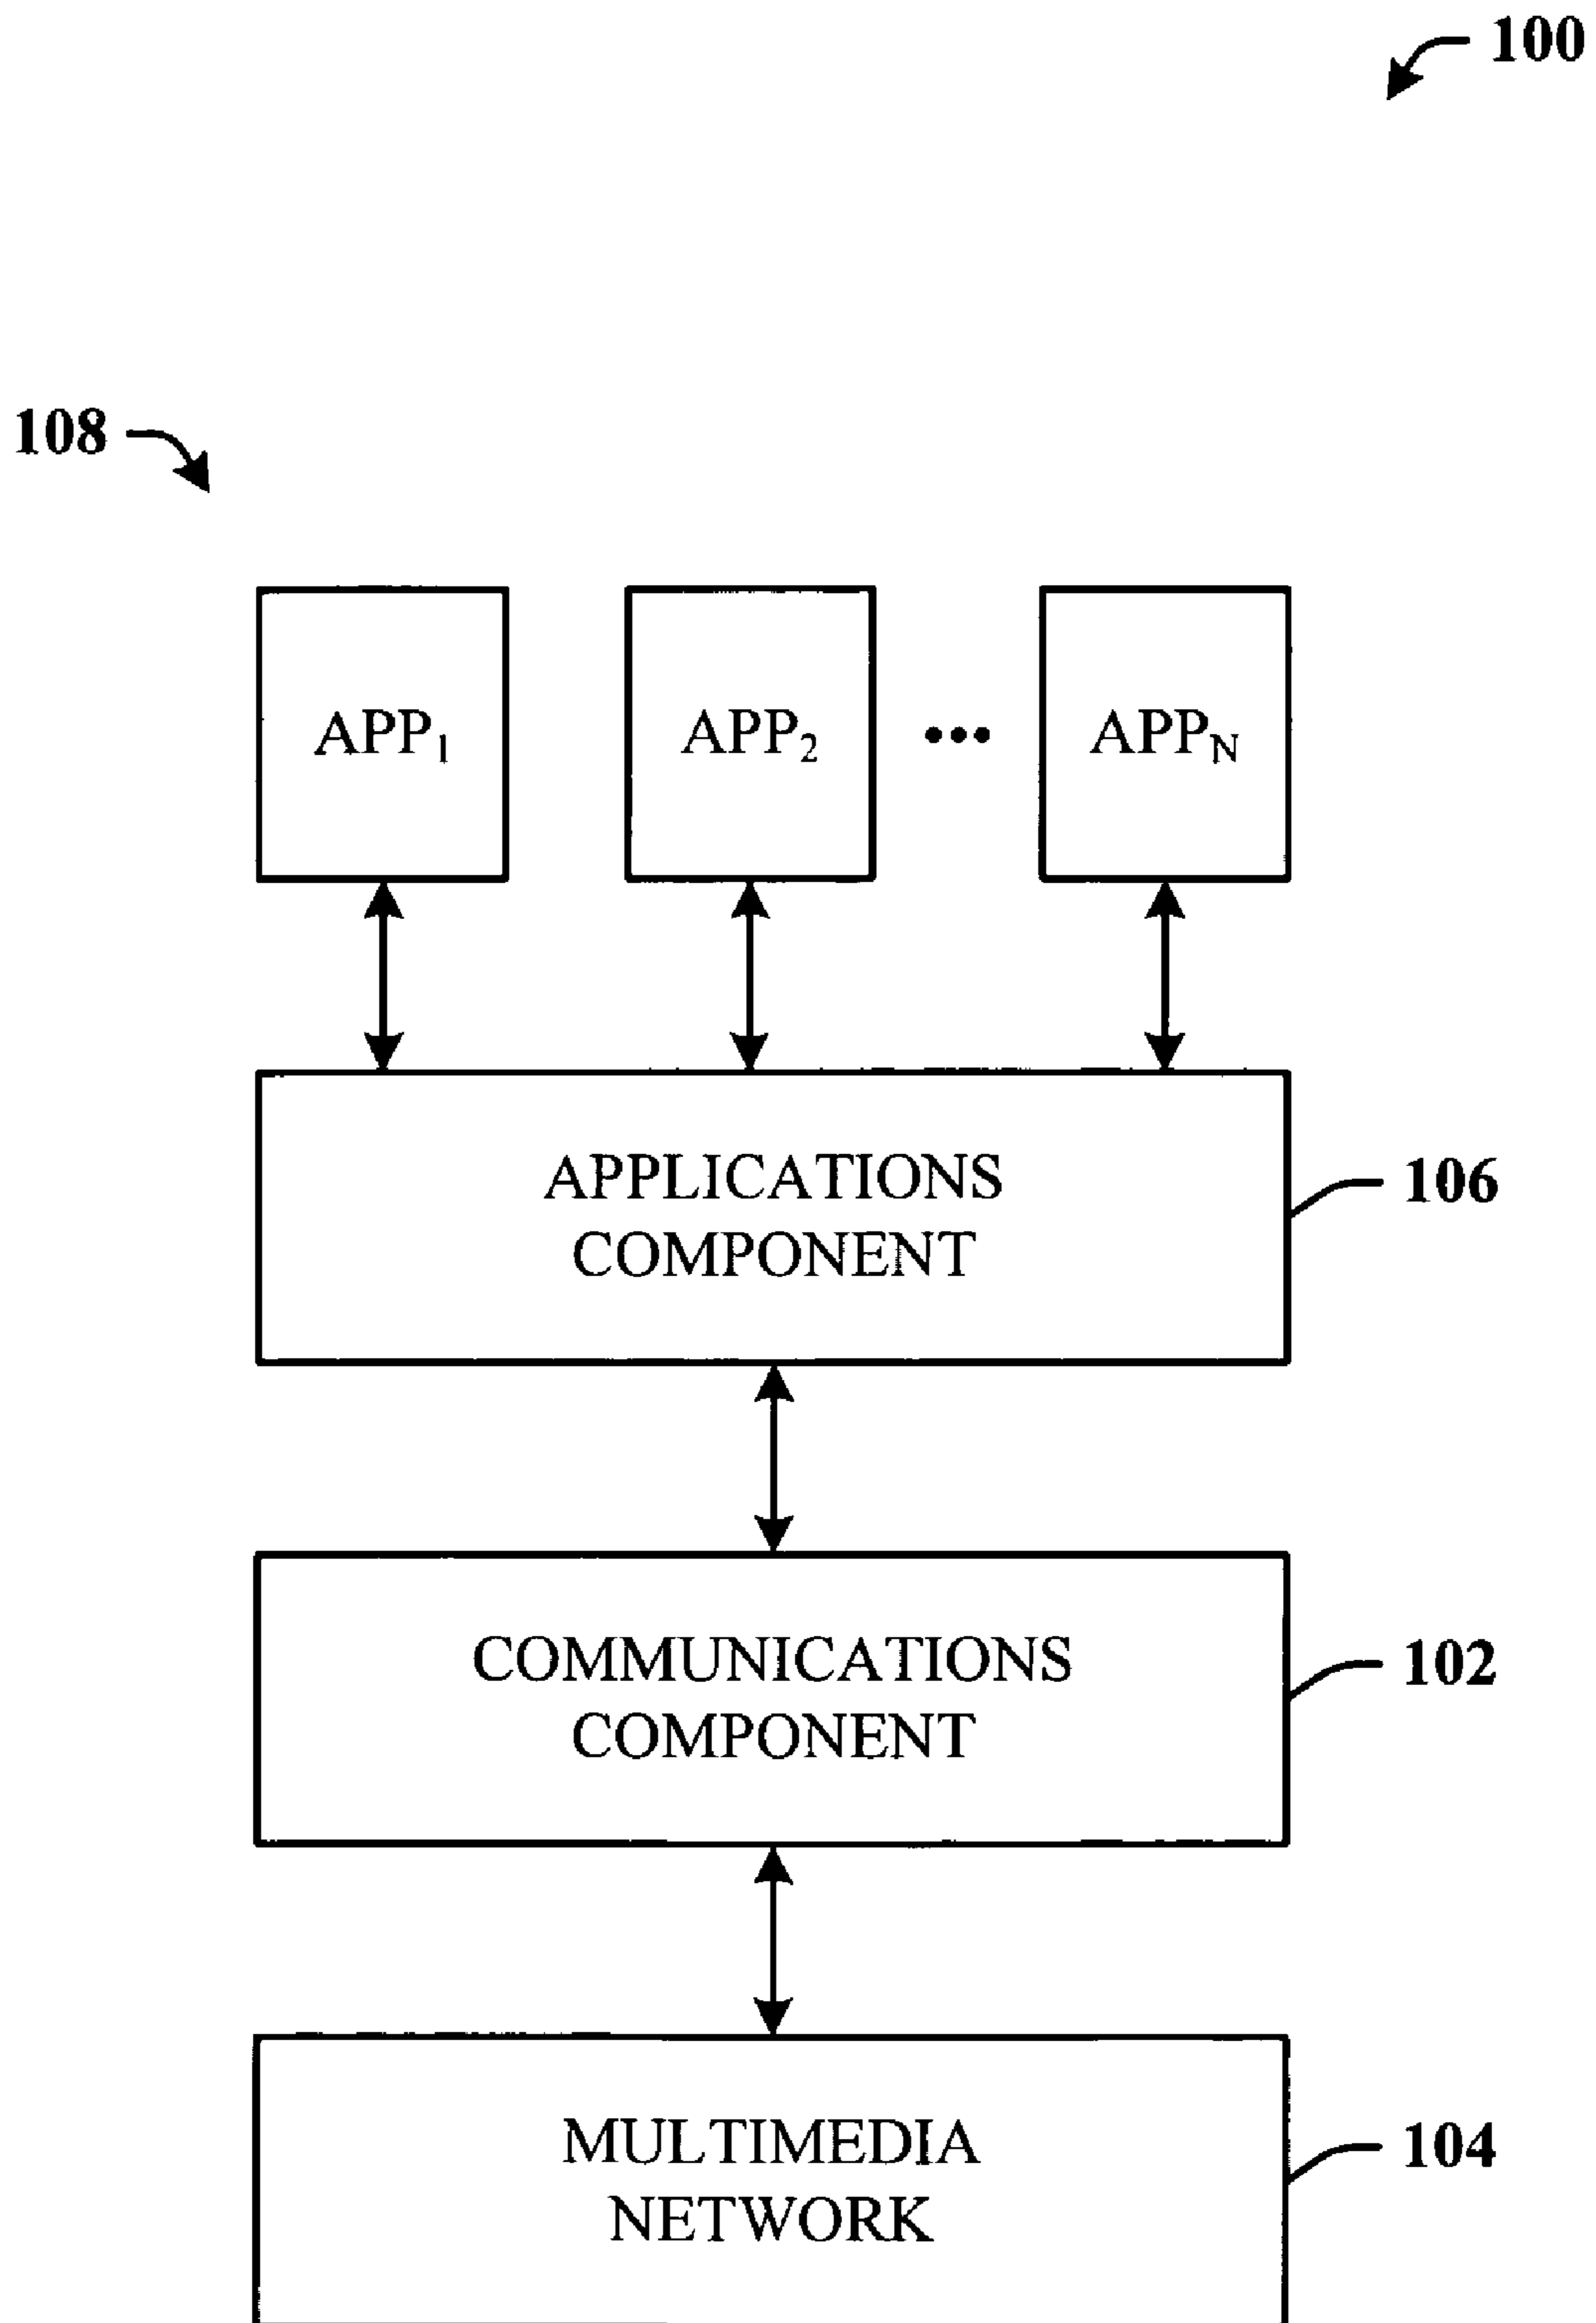 100
108
APP1
APP2
•••
APPN
APPLICATIONS
COMPONENT
106
COMMUNICATIONS
COMPONENT
102
MULTIMEDIA
NETWORK
104